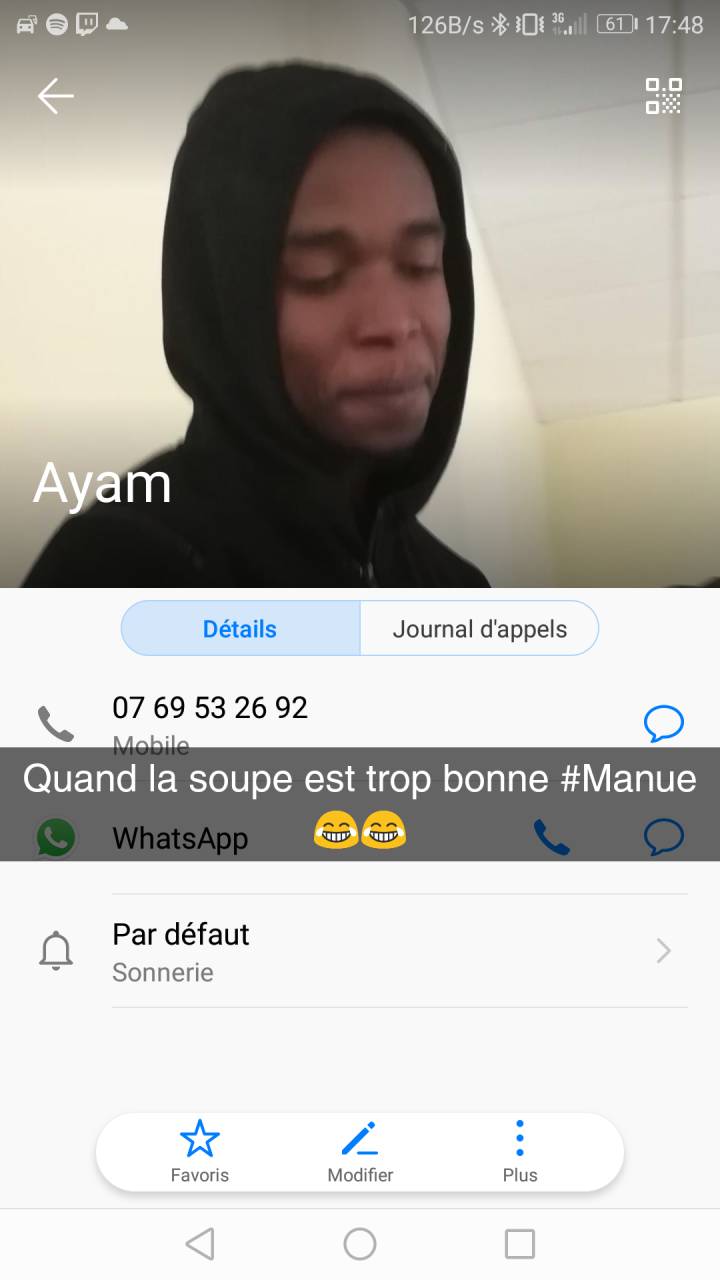 126B/s 3G 61 17:48
Ayam
Détails Journal d'appels
07 69 53 26 92
Mobile
Quand la soupe est trop bonne #Manue
😂😂
WhatsApp
Par défaut
Sonnerie
Favoris Modifier Plus